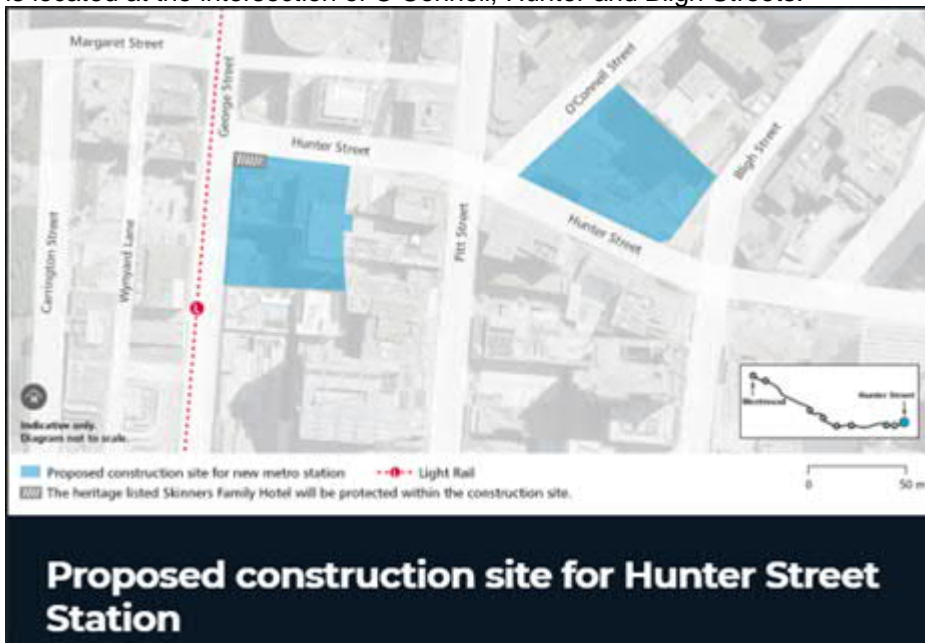 is located at the intersection of O'Connell, Hunter and Bligh Streets.
Margaret Street
George Street
O'Connell Street
Hunter Street
Bligh Street
Carrington Street
Wynyard Lane
Pitt Street
Hunter Street
L
Westmead
Hunter Street
Indicative only.
Diagram not to scale.
Proposed construction site for new metro station
L
Light Rail
0 50 m
The heritage listed Skinners Family Hotel will be protected within the construction site.
Proposed construction site for Hunter Street
Station